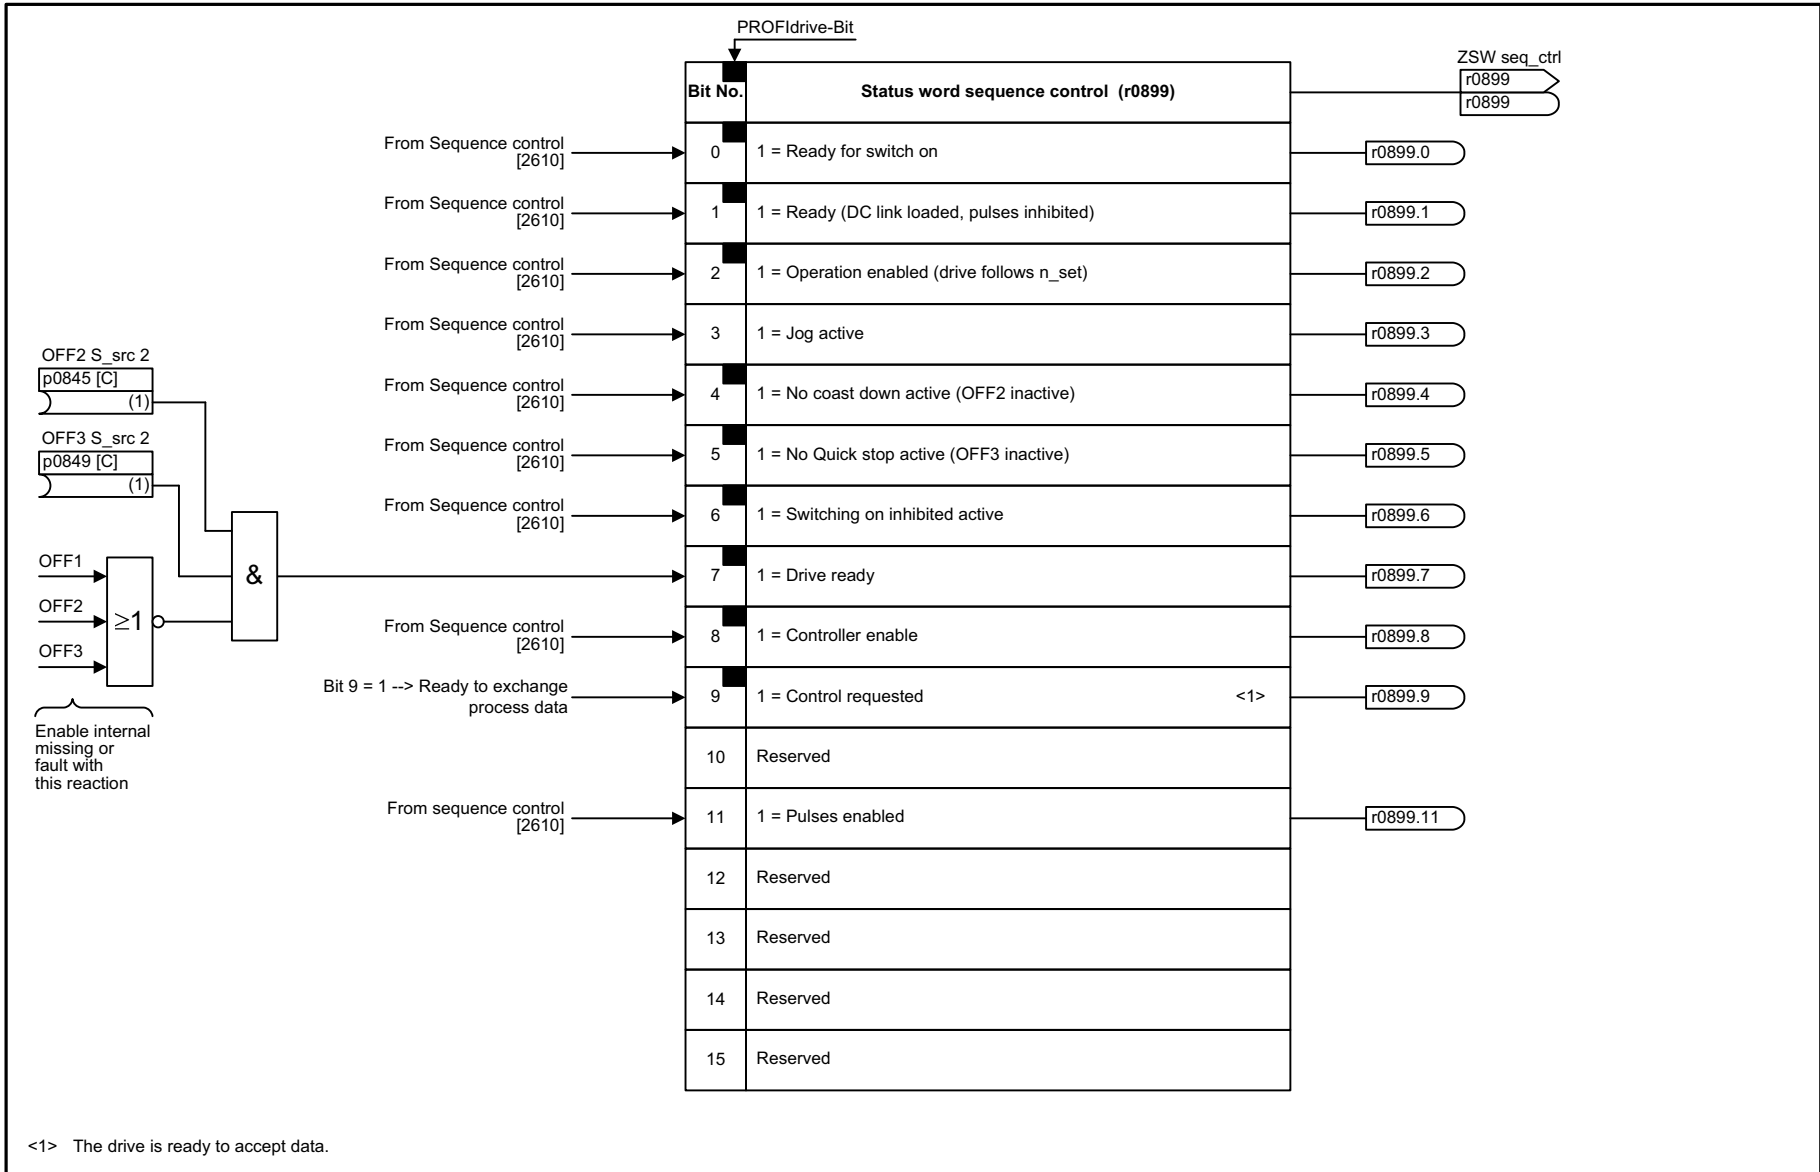 PROFIdrive-Bit
ZSW seq_ctrl
r0899
r0899
Bit No.
Status word sequence control (r0899)
From Sequence control
[2610]
0
1 = Ready for switch on
r0899.0
From Sequence control
[2610]
1
1 = Ready (DC link loaded, pulses inhibited)
r0899.1
From Sequence control
[2610]
2
1 = Operation enabled (drive follows n_set)
r0899.2
From Sequence control
[2610]
3
1 = Jog active
r0899.3
OFF2 S_src 2
p0845 [C]
(1)
From Sequence control
[2610]
4
1 = No coast down active (OFF2 inactive)
r0899.4
OFF3 S_src 2
p0849 [C]
(1)
From Sequence control
[2610]
5
1 = No Quick stop active (OFF3 inactive)
r0899.5
From Sequence control
[2610]
6
1 = Switching on inhibited active
r0899.6
OFF1
OFF2
OFF3
≥1
&
7
1 = Drive ready
r0899.7
From Sequence control
[2610]
8
1 = Controller enable
r0899.8
Enable internal
missing or
fault with
this reaction
Bit 9 = 1 --> Ready to exchange
process data
9
1 = Control requested <1>
r0899.9
10
Reserved
From sequence control
[2610]
11
1 = Pulses enabled
r0899.11
12
Reserved
13
Reserved
14
Reserved
15
Reserved
<1> The drive is ready to accept data.